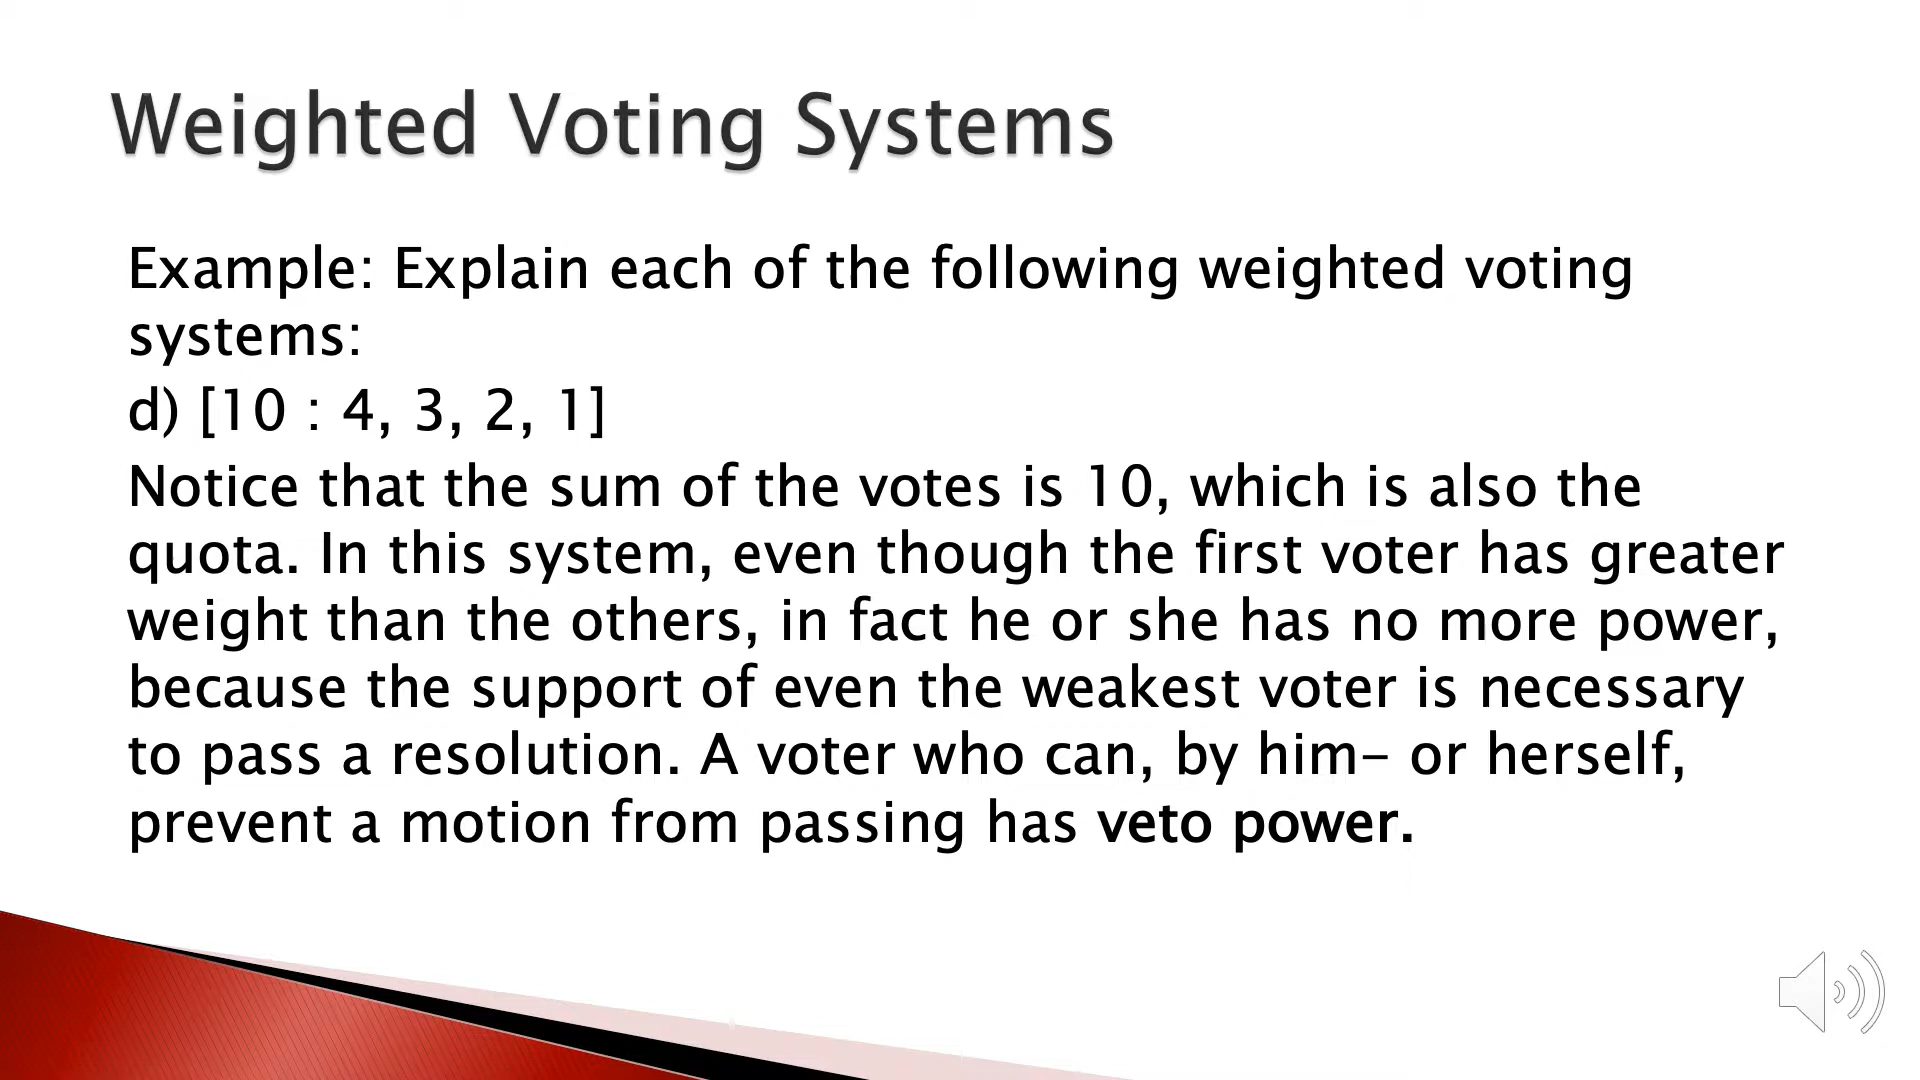 Weighted Voting Systems
Example: Explain each of the following weighted voting
systems:
d) [10 : 4, 3, 2, 1]
Notice that the sum of the votes is 10, which is also the
quota. In this system, even though the first voter has greater
weight than the others, in fact he or she has no more power,
because the support of even the weakest voter is necessary
to pass a resolution. A voter who can, by him- or herself,
prevent a motion from passing has veto power.